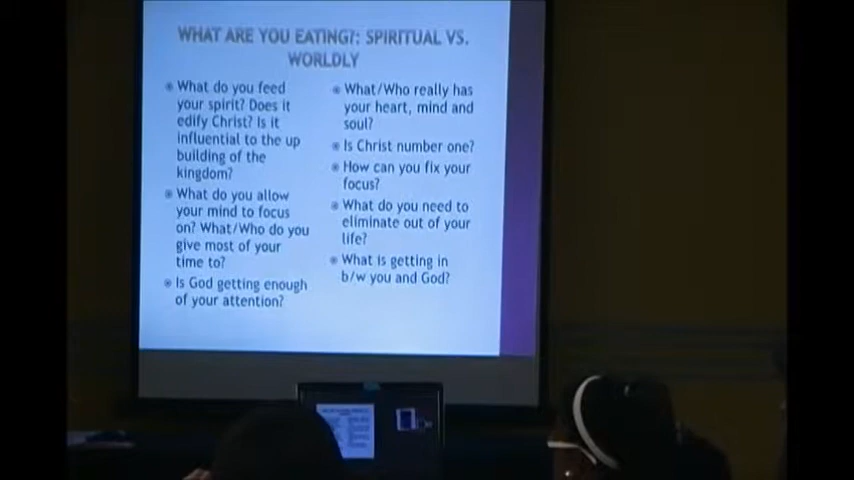 WHAT ARE YOU EATING?: SPIRITUAL VS.
WORLDLY
What do you feed
your spirit? Does it
edify Christ? Is it
influential to the up
building of the
kingdom?
What do you allow
your mind to focus
on? What/Who do you
give most of your
time to?
Is God getting enough
of your attention?
What/Who really has
your heart, mind and
soul?
Is Christ number one?
How can you fix your
focus?
What do you need to
eliminate out of your
life?
What is getting in
b/w you and God?